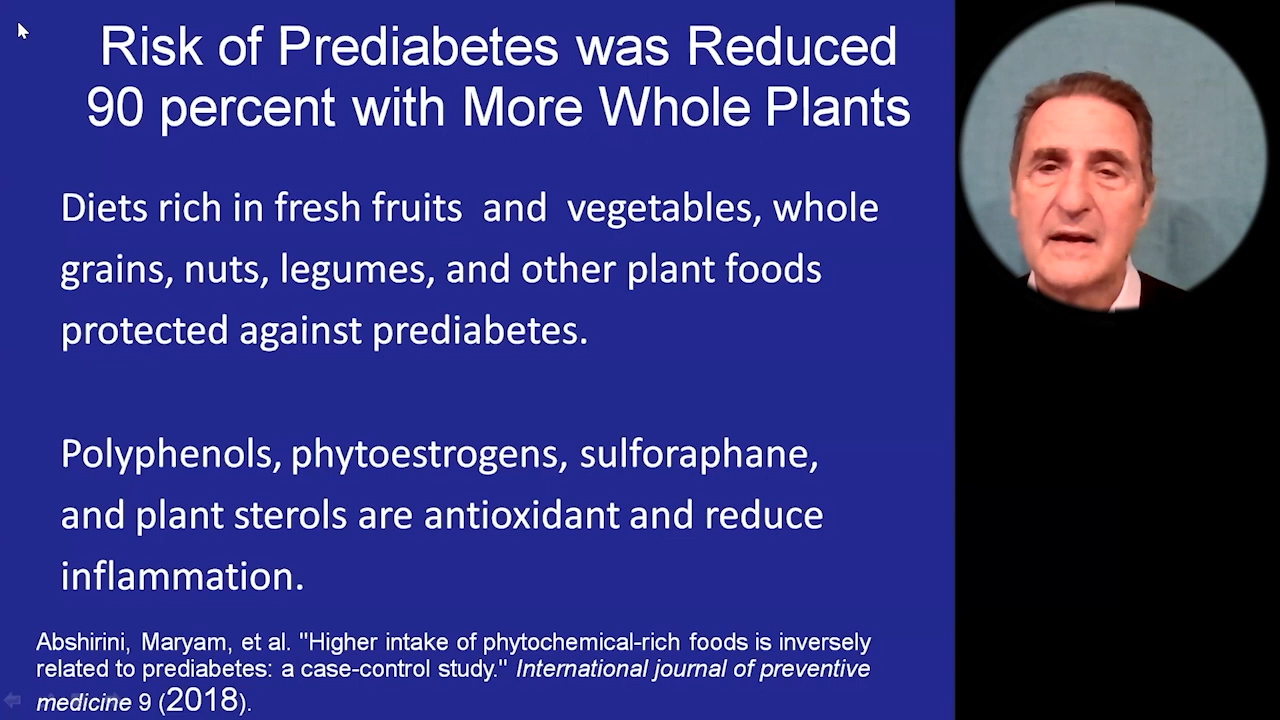 Risk of Prediabetes was Reduced
90 percent with More Whole Plants
Diets rich in fresh fruits  and  vegetables, whole
grains, nuts, legumes, and other plant foods
protected against prediabetes.
Polyphenols, phytoestrogens, sulforaphane,
and plant sterols are antioxidant and reduce
inflammation.
Abshirini, Maryam, et al. "Higher intake of phytochemical-rich foods is inversely
related to prediabetes: a case-control study." International journal of preventive
medicine 9 (2018).